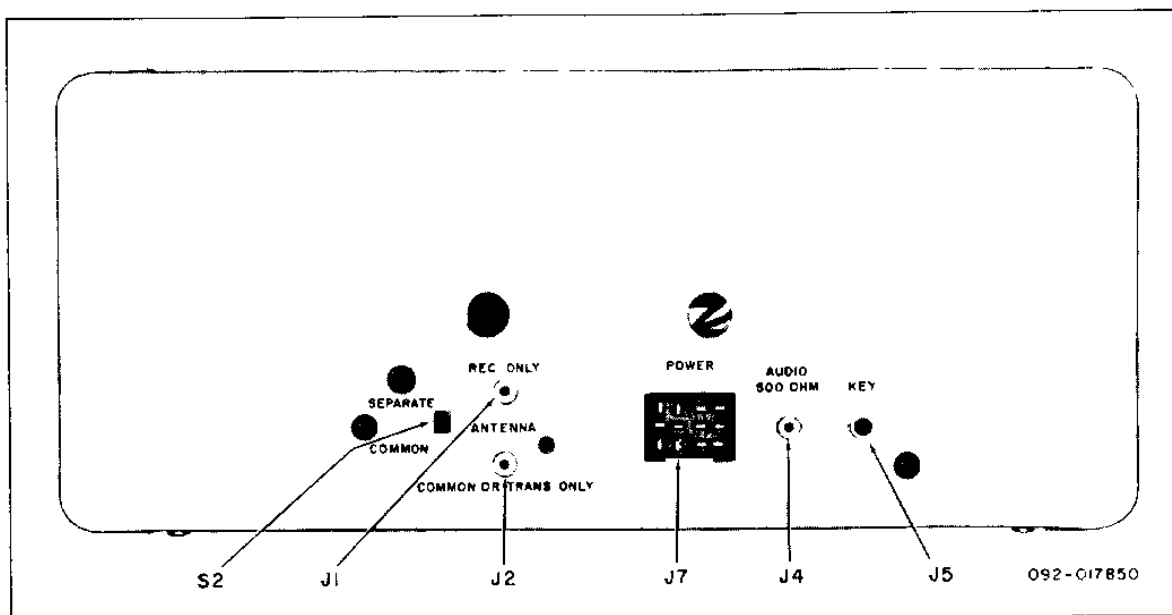 REC ONLY
POWER
AUDIO
500 OHM
KEY
SEPARATE
ANTENNA
COMMON
COMMON OR TRANS ONLY
S2
J1
J2
J7
J4
J5
092-017850